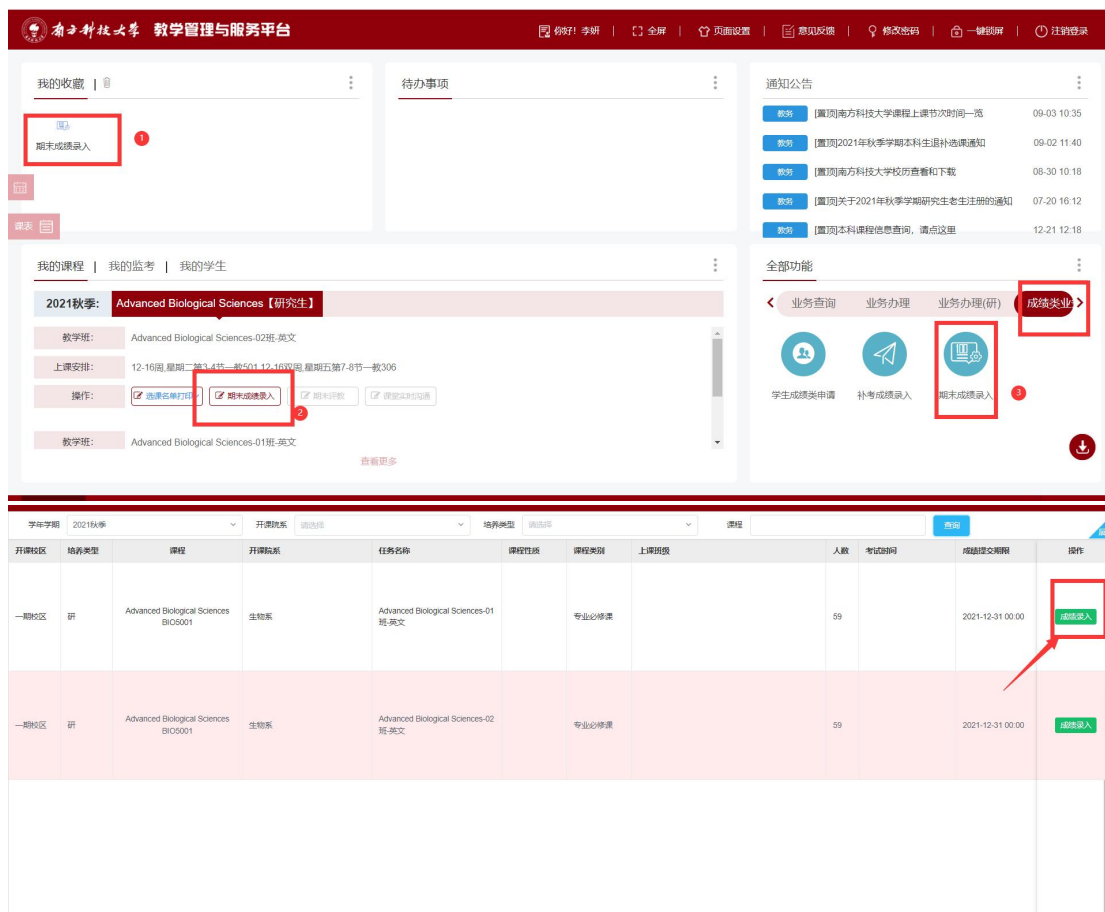 南方科技大学 教学管理与服务平台
你好! 李妍 | 全屏 | 页面设置 | 意见反馈 | 修改密码 | 一键锁屏 | 注销登录
我的收藏 |
期末成绩录入
1
课表
待办事项
通知公告
教务 [置顶]南方科技大学课程上课节次时间一览 09-03 10:35
教务 [置顶]2021年秋季学期本科生退补选课通知 09-02 11:40
教务 [置顶]南方科技大学校历查看和下载 08-30 10:18
教务 [置顶]关于2021年秋季学期研究生老生注册的通知 07-20 16:12
教务 [置顶]本科课程信息查询，请点这里 12-21 12:18
我的课程 | 我的监考 | 我的学生
2021秋季: Advanced Biological Sciences【研究生】
教学班: Advanced Biological Sciences-02班-英文
上课安排: 12-16周,星期二第3-4节一教501,12-16双周,星期五第7-8节一教306
操作: 选课名单打印 期末成绩录入 期末评教 课堂实时沟通
2
教学班: Advanced Biological Sciences-01班-英文
查看更多
全部功能
业务查询 业务办理 业务办理(研) 成绩类业
学生成绩类申请 补考成绩录入 期末成绩录入
3
学年学期 2021秋季 开课院系 请选择 培养类型 请选择 课程 查询
开课校区 培养类型 课程 开课院系 任务名称 课程性质 课程类别 上课班级 人数 考试时间 成绩提交期限 操作
一期校区 研 Advanced Biological Sciences BIO5001 生物系 Advanced Biological Sciences-01班-英文 专业必修课 59 2021-12-31 00:00 成绩录入
一期校区 研 Advanced Biological Sciences BIO5001 生物系 Advanced Biological Sciences-02班-英文 专业必修课 59 2021-12-31 00:00 成绩录入